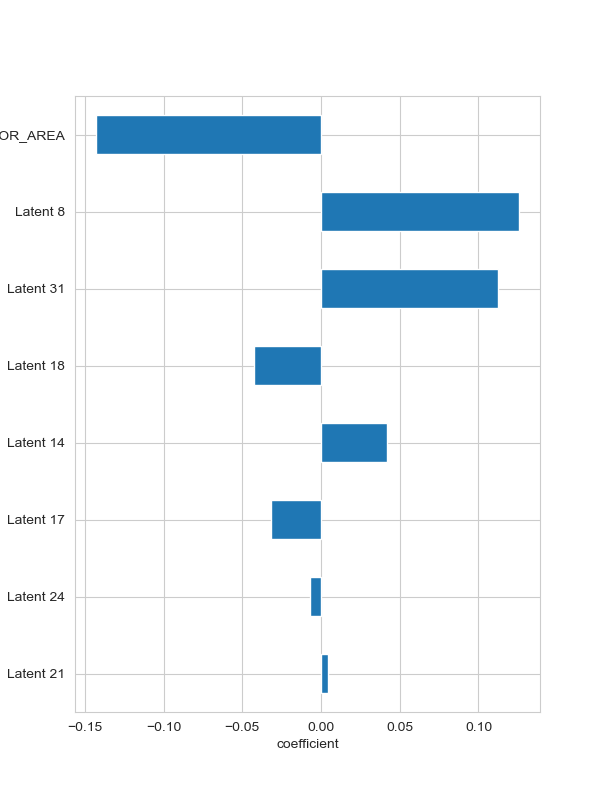 OR_AREA
Latent 8
Latent 31
Latent 18
Latent 14
Latent 17
Latent 24
Latent 21
−0.15 −0.10 −0.05 0.00 0.05 0.10
coefficient